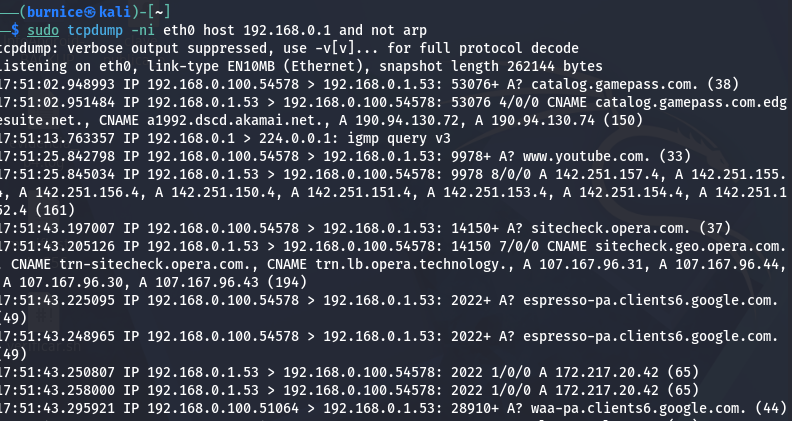 ──(burnice㉿kali)-[~]
─$ sudo tcpdump -ni eth0 host 192.168.0.1 and not arp
tcpdump: verbose output suppressed, use -v[v]... for full protocol decode
listening on eth0, link-type EN10MB (Ethernet), snapshot length 262144 bytes
17:51:02.948993 IP 192.168.0.100.54578 > 192.168.0.1.53: 53076+ A? catalog.gamepass.com. (38)
17:51:02.951484 IP 192.168.0.1.53 > 192.168.0.100.54578: 53076 4/0/0 CNAME catalog.gamepass.com.edg
esuite.net., CNAME a1992.dscd.akamai.net., A 190.94.130.72, A 190.94.130.74 (150)
17:51:13.763357 IP 192.168.0.1 > 224.0.0.1: igmp query v3
17:51:25.842798 IP 192.168.0.100.54578 > 192.168.0.1.53: 9978+ A? www.youtube.com. (33)
17:51:25.845034 IP 192.168.0.1.53 > 192.168.0.100.54578: 9978 8/0/0 A 142.251.157.4, A 142.251.155.
4, A 142.251.156.4, A 142.251.150.4, A 142.251.151.4, A 142.251.153.4, A 142.251.154.4, A 142.251.1
52.4 (161)
17:51:43.197007 IP 192.168.0.100.54578 > 192.168.0.1.53: 14150+ A? sitecheck.opera.com. (37)
17:51:43.205126 IP 192.168.0.1.53 > 192.168.0.100.54578: 14150 7/0/0 CNAME sitecheck.geo.opera.com.
, CNAME trn-sitecheck.opera.com., CNAME trn.lb.opera.technology., A 107.167.96.31, A 107.167.96.44,
A 107.167.96.30, A 107.167.96.43 (194)
17:51:43.225095 IP 192.168.0.100.54578 > 192.168.0.1.53: 2022+ A? espresso-pa.clients6.google.com.
(49)
17:51:43.248965 IP 192.168.0.100.54578 > 192.168.0.1.53: 2022+ A? espresso-pa.clients6.google.com.
(49)
17:51:43.250807 IP 192.168.0.1.53 > 192.168.0.100.54578: 2022 1/0/0 A 172.217.20.42 (65)
17:51:43.258000 IP 192.168.0.1.53 > 192.168.0.100.54578: 2022 1/0/0 A 172.217.20.42 (65)
17:51:43.295921 IP 192.168.0.100.51064 > 192.168.0.1.53: 28910+ A? waa-pa.clients6.google.com. (44)